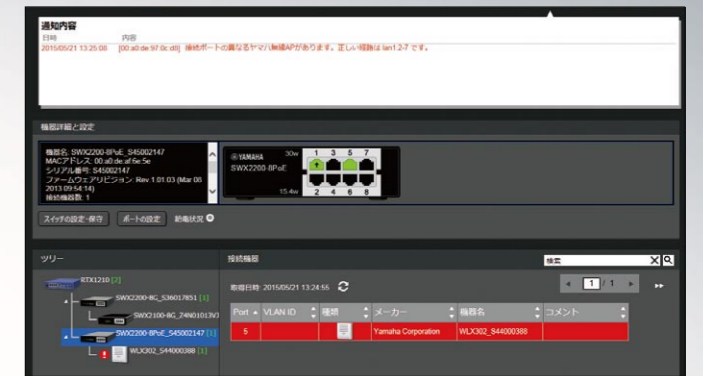 通知内容
日時 内容
2015/05/21 13:25:08 [00:a0:de:97:0c:d8] 接続ポートの異なるヤマハ無線APがあります。正しい経路は lan1:2-7 です。
機器詳細と設定
機器名: SWX2200-8PoE_S45002147
MACアドレス: 00:a0:de:af:6e:5e
シリアル番号: S45002147
ファームウェアリビジョン: Rev.1.01.03 (Mar 06
2013 09:54:14)
接続機器数: 1
YAMAHA
SWX2200-8PoE
30w 1 3 5 7
15.4w 2 4 6 8
スイッチの設定・保守 ポートの設定 給電状況
ツリー
RTX1210 [2]
SWX2200-8G_S36017851 [1]
SWX2100-8G_Z4N01013VJ
SWX2200-8PoE_S45002147 [1]
WLX302_S44000388 [1]
接続機器
検索
取得日時: 2015/05/21 13:24:55
1 / 1
Port VLAN ID 種類 メーカー 機器名 コメント
5 Yamaha Corporation WLX302_S44000388